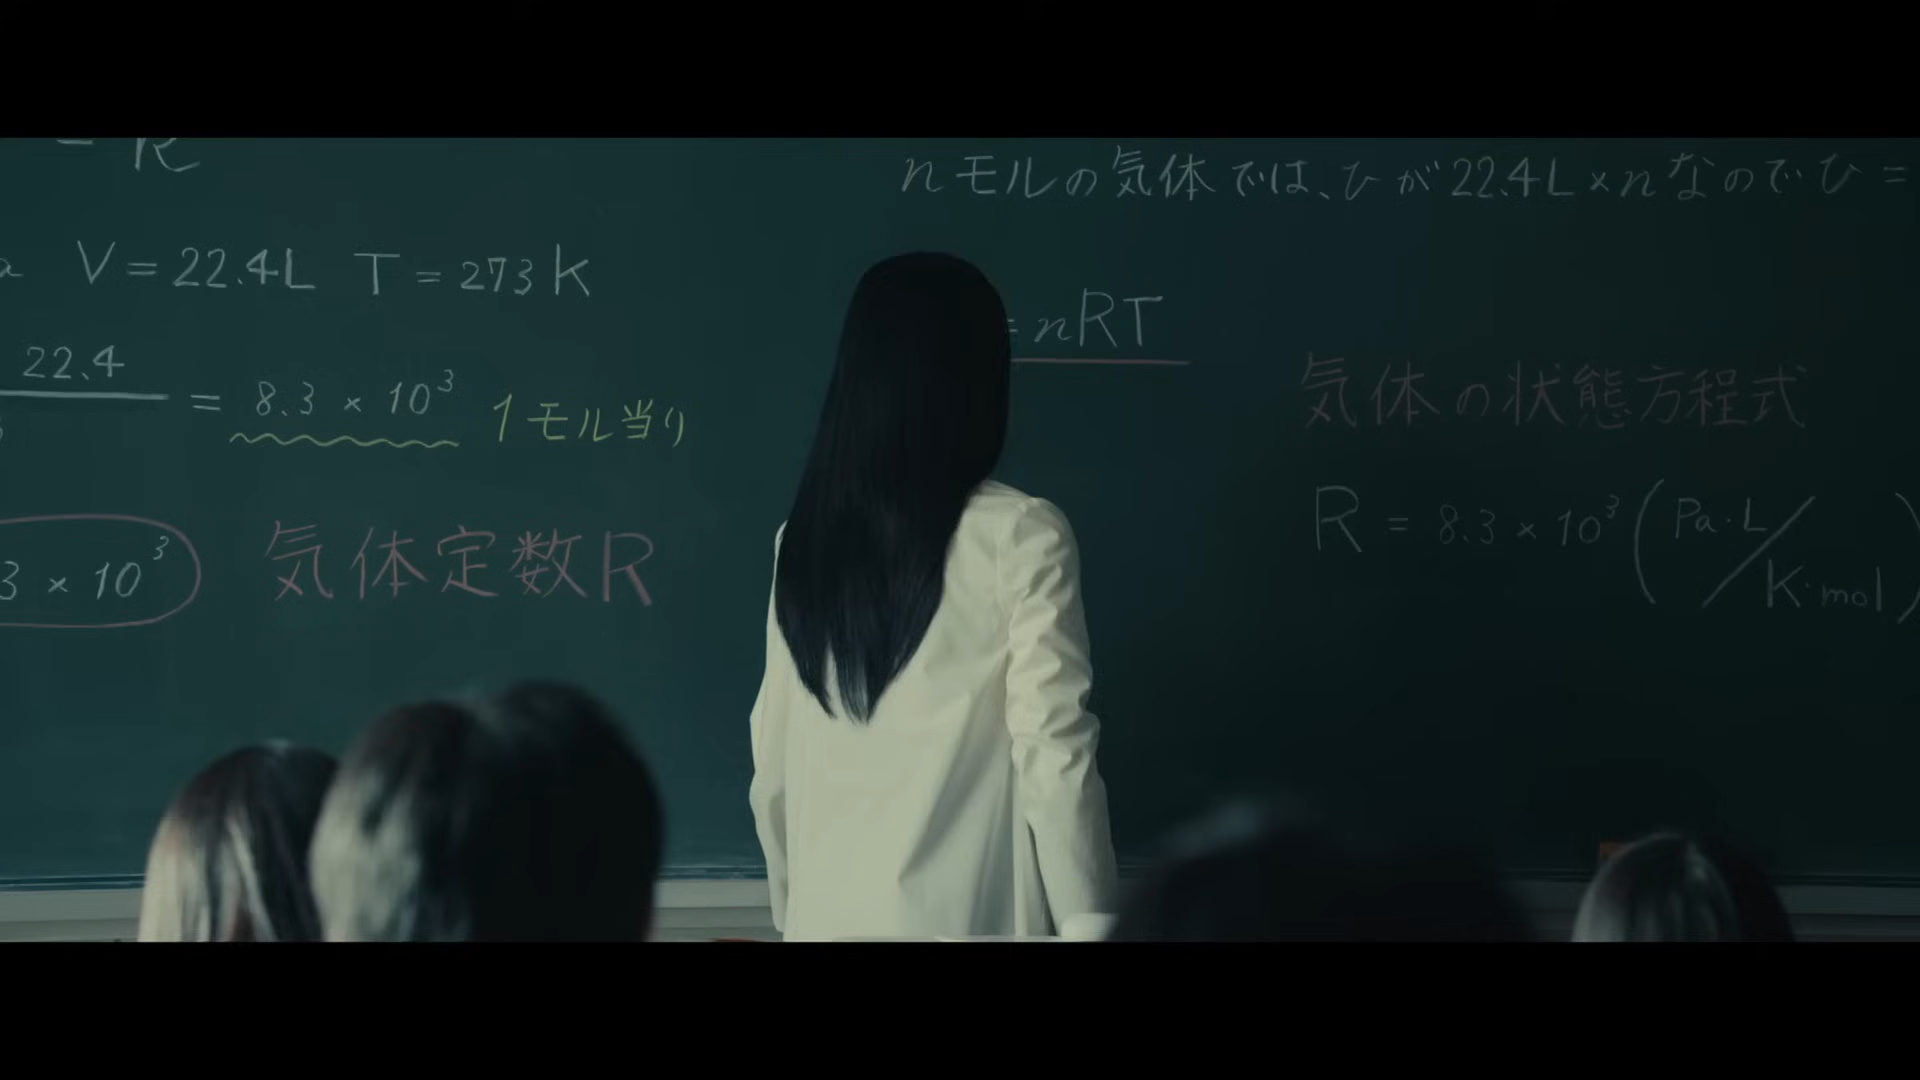 = R
V = 22.4L T = 273K
22.4
= 8.3 × 10³ 1モル当り
3 × 10³ 気体定数R
nモルの気体では、vが22.4L×nなのでv =
= nRT
気体の状態方程式
R = 8.3 × 10³ (Pa・L/K・mol)